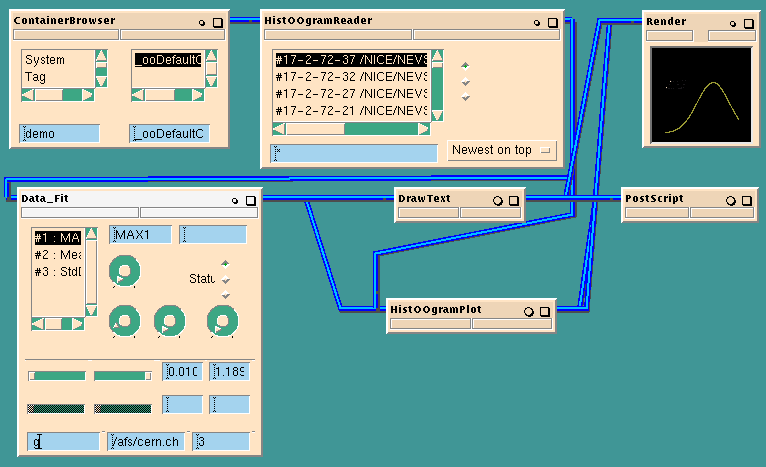 ContainerBrowser
System
Tag
_ooDefaultC
demo
_ooDefaultC
HistOOgramReader
#17-2-72-37 /NICE/NEVS
#17-2-72-32 /NICE/NEVS
#17-2-72-27 /NICE/NEVS
#17-2-72-21 /NICE/NEVS
*
Newest on top
Render
Data_Fit
#1 : MA
#2 : Mea
#3 : StdD
MAX1
Statu
0.010
1.189
g
/afs/cern.ch
3
DrawText
PostScript
HistOOgramPlot